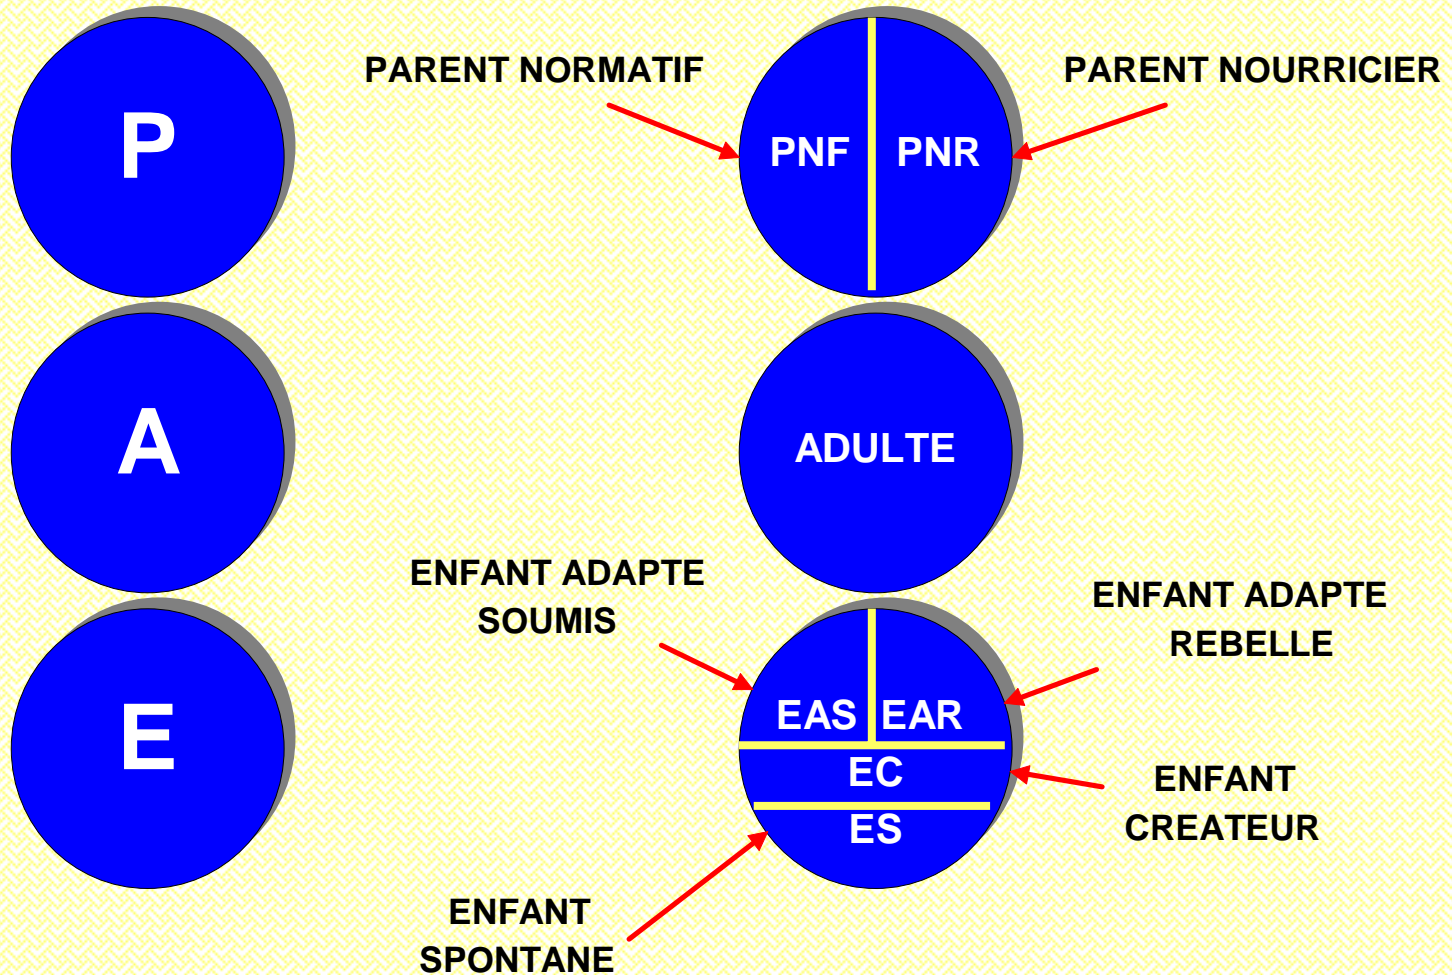 P
PARENT NORMATIF
PARENT NOURRICIER
PNF
PNR
A
ADULTE
ENFANT ADAPTE
SOUMIS
ENFANT ADAPTE
REBELLE
E
EAS
EAR
EC
ES
ENFANT
CREATEUR
ENFANT
SPONTANE